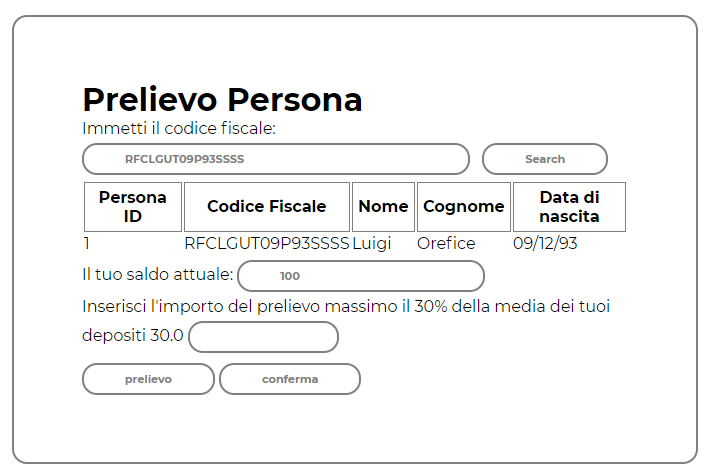 Prelievo Persona
Immetti il codice fiscale:
RFCLGUT09P93SSSS Search
Persona ID Codice Fiscale Nome Cognome Data di nascita
1 RFCLGUT09P93SSSS Luigi Orefice 09/12/93
Il tuo saldo attuale: 100
Inserisci l'importo del prelievo massimo il 30% della media dei tuoi
depositi 30.0
prelievo conferma